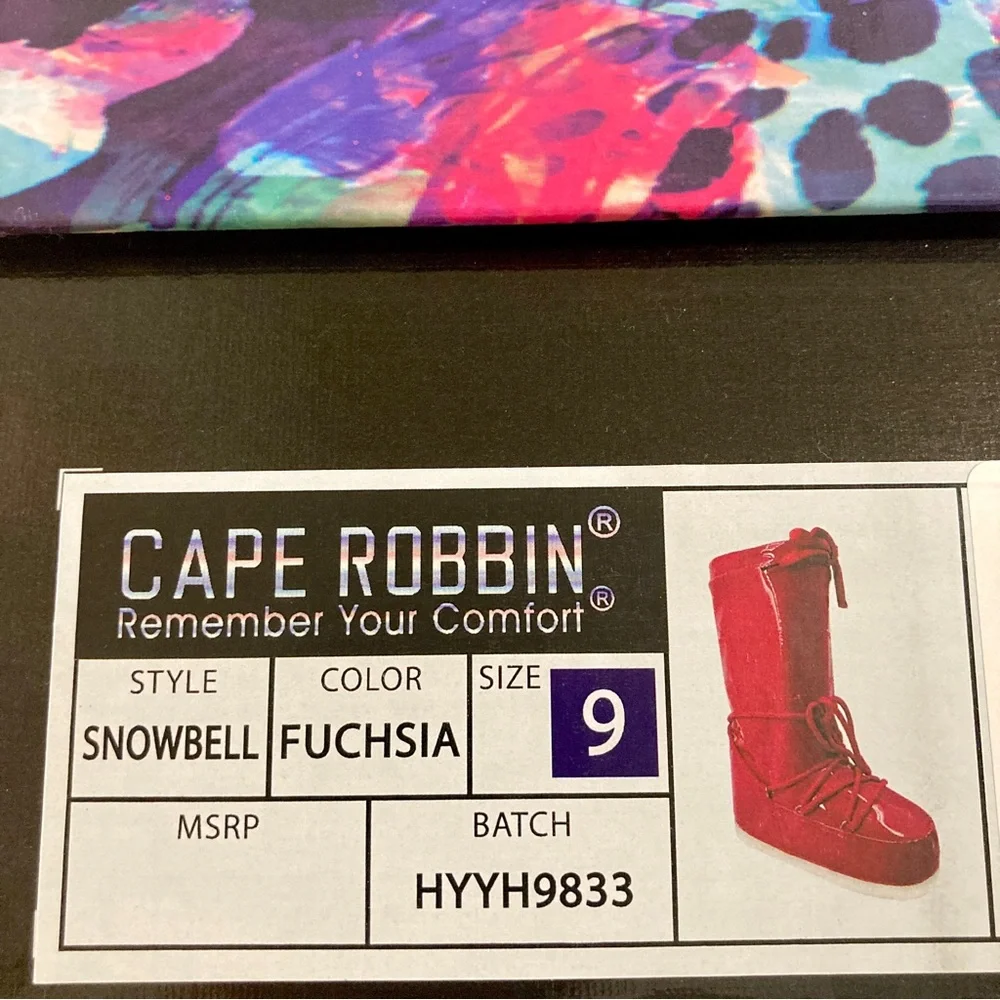 CAPE ROBBIN®
Remember Your Comfort®
STYLE COLOR SIZE
SNOWBELL FUCHSIA 9
MSRP BATCH
HYYH9833